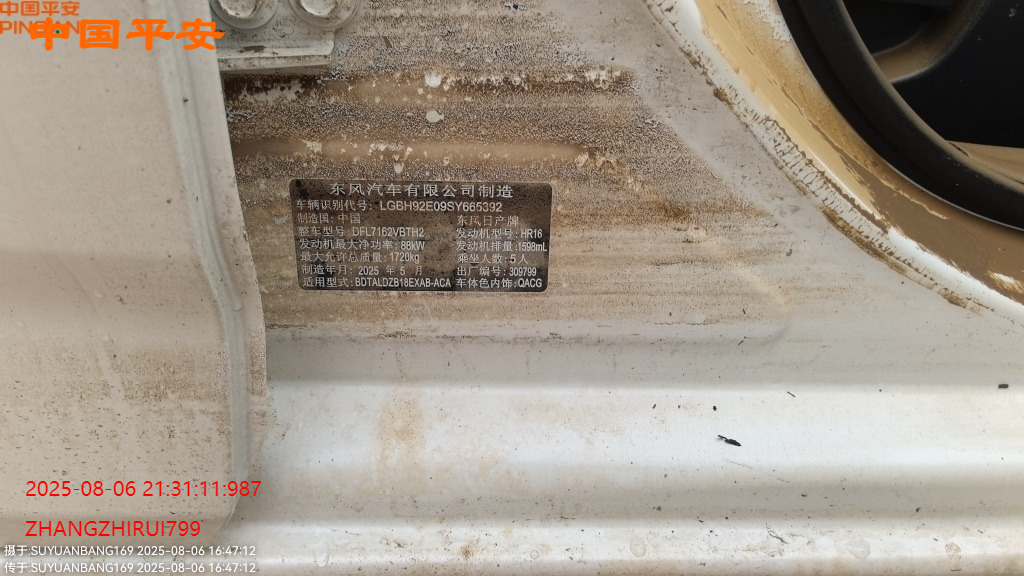 中国平安
PING AN
中国平安
东风汽车有限公司制造
车辆识别代号: LGBH92E09SY665392
制造国: 中国 东风日产牌
整车型号: DFL7162VBTH2 发动机型号: HR16
发动机最大净功率: 88kW 发动机排量: 1598mL
最大允许总质量: 1720kg 乘坐人数: 5人
制造年月: 2025 年 5 月 出厂编号: 309799
适用型式: BDTALDZB18EXAB-ACA 车体色内饰: QACG
2025-08-06 21:31:11:987
ZHANGZHIRUI799
摄于:SUYUANBANG169 2025-08-06 16:47:12
传于:SUYUANBANG169 2025-08-06 16:47:12